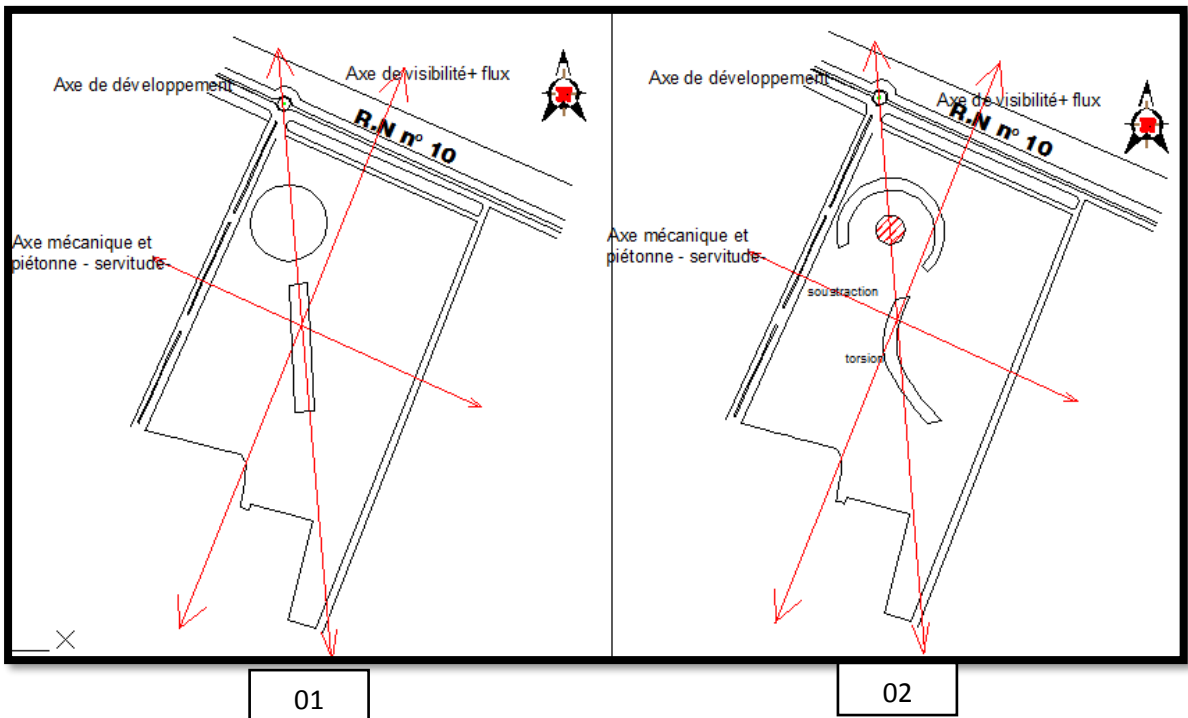 Axe de développement
Axe de visibilité+ flux
R.N n° 10
Axe mécanique et
piétonne - servitude-
X
01
Axe de développement
Axe de visibilité+ flux
R.N n° 10
Axe mécanique et
piétonne - servitude-
soustraction
torsion
02